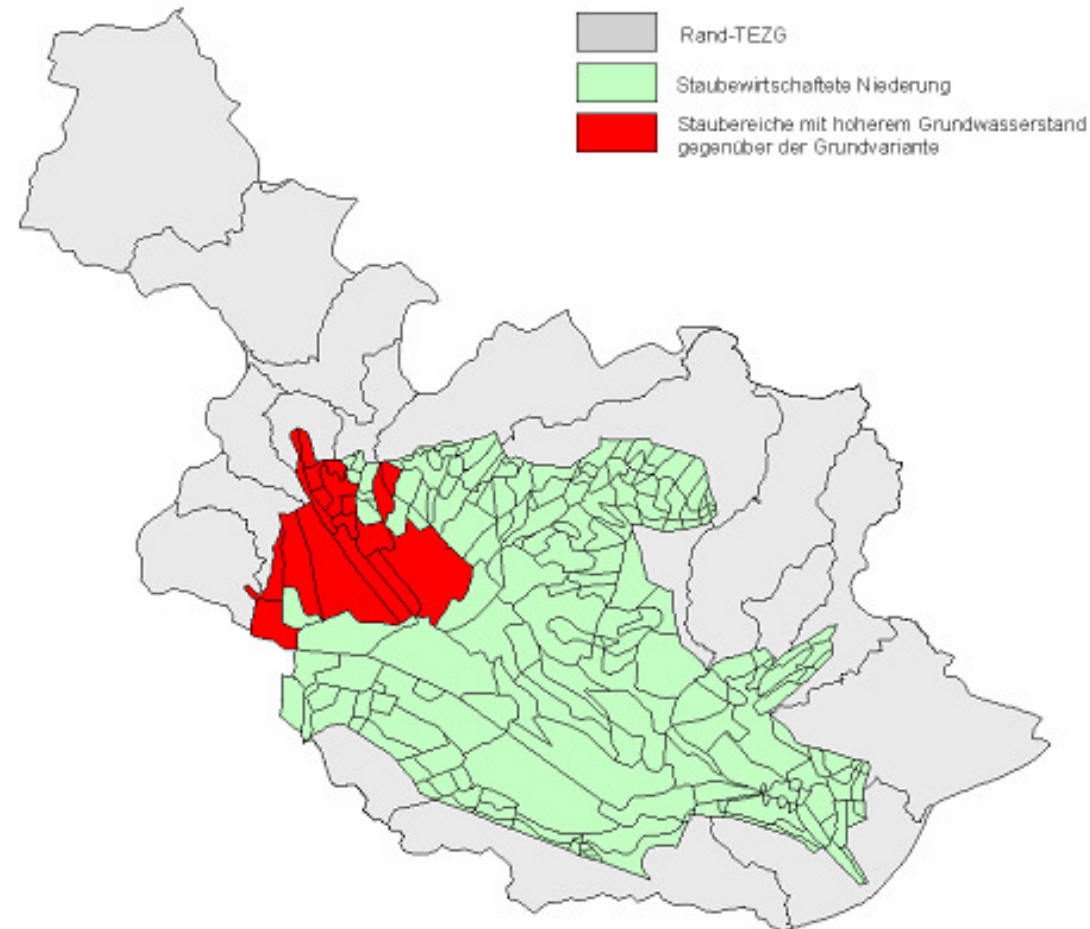 Rand-TEZG
Staubewirtschaftete Niederung
Staubereiche mit hoherem Grundwasserstand
gegenüber der Grundvariante